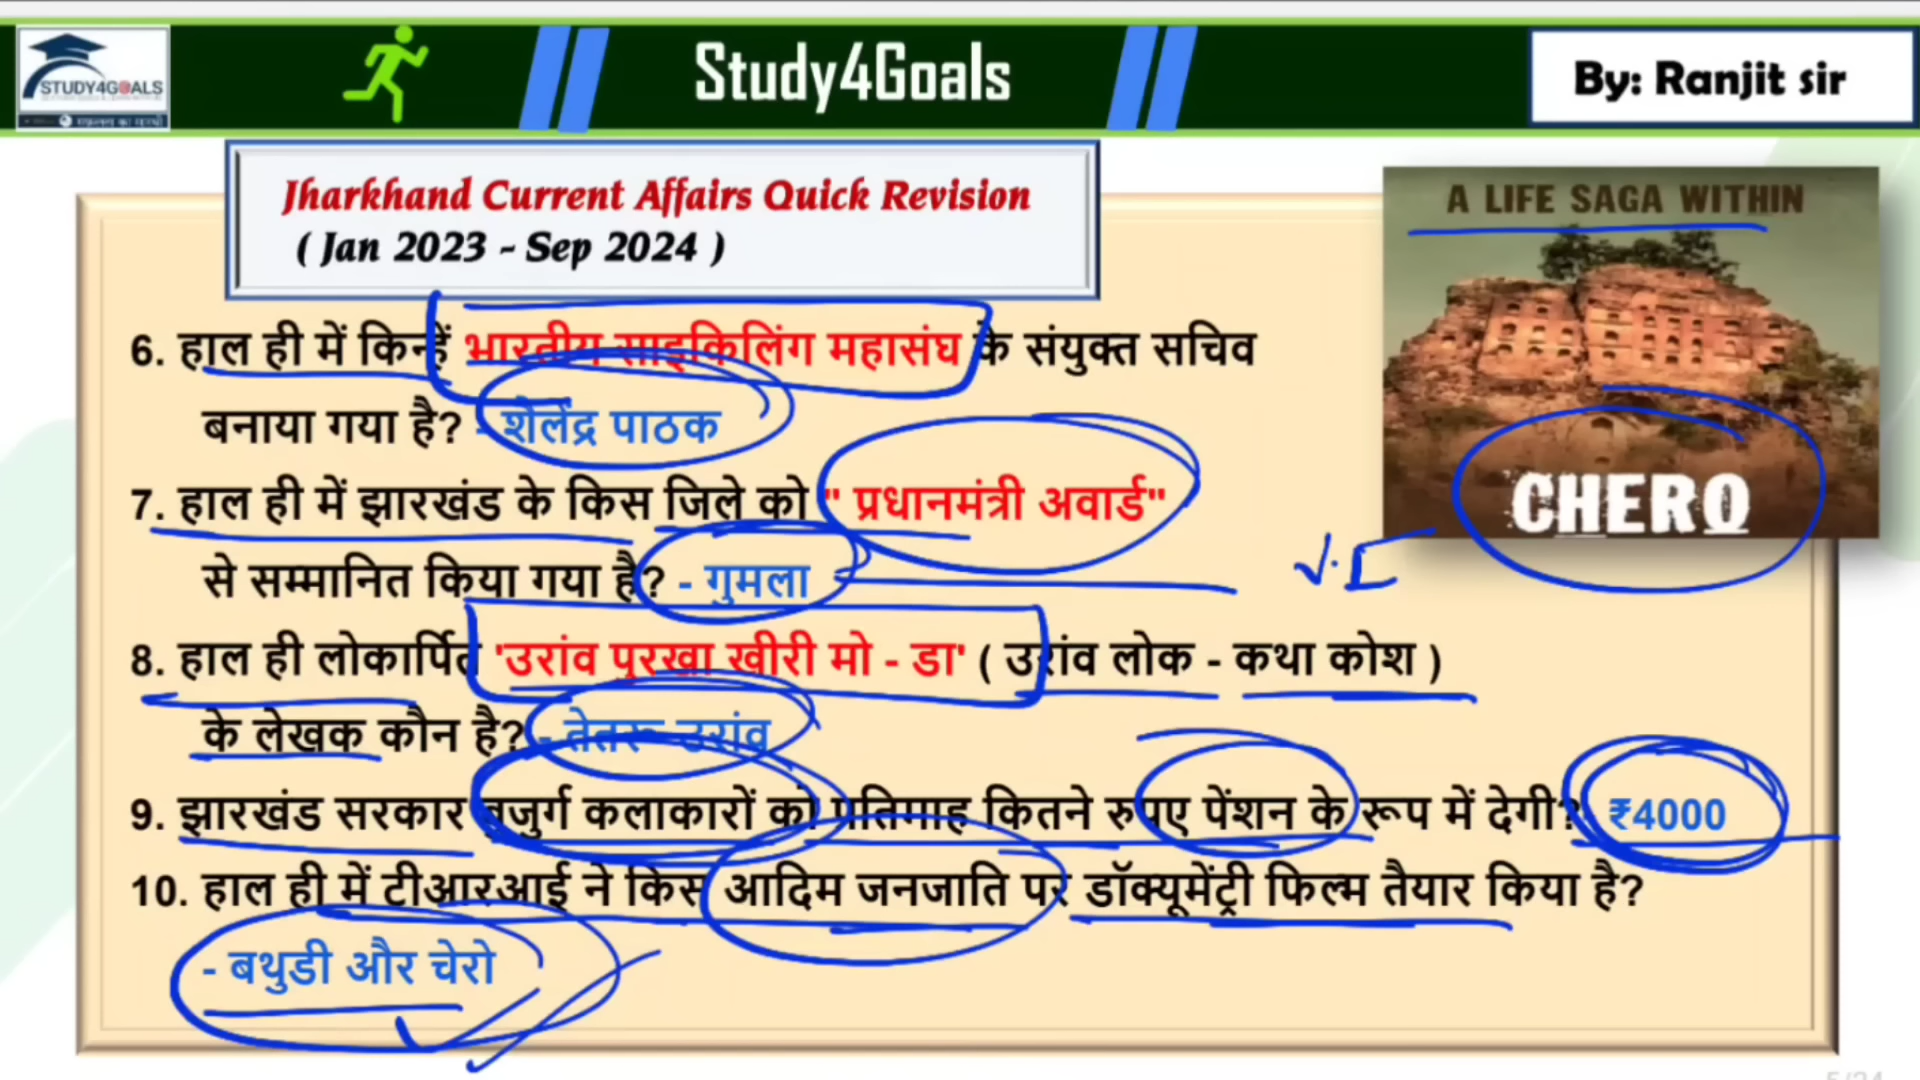 STUDY4GOALS
Study4Goals
By: Ranjit sir
Jharkhand Current Affairs Quick Revision
( Jan 2023 - Sep 2024 )
A LIFE SAGA WITHIN
CHERO
6. हाल ही में किन्हें भारतीय साइकिलिंग महासंघ के संयुक्त सचिव
बनाया गया है? - शैलेंद्र पाठक
7. हाल ही में झारखंड के किस जिले को " प्रधानमंत्री अवार्ड"
से सम्मानित किया गया है? - गुमला
V.I
8. हाल ही लोकार्पित 'उरांव पुरखा खीरी मो - डा' ( उरांव लोक - कथा कोश )
के लेखक कौन है? - तेतरू उरांव
9. झारखंड सरकार बुजुर्ग कलाकारों को प्रतिमाह कितने रुपए पेंशन के रूप में देगी? ₹4000
10. हाल ही में टीआरआई ने किस आदिम जनजाति पर डॉक्यूमेंट्री फिल्म तैयार किया है?
- बथुडी और चेरो